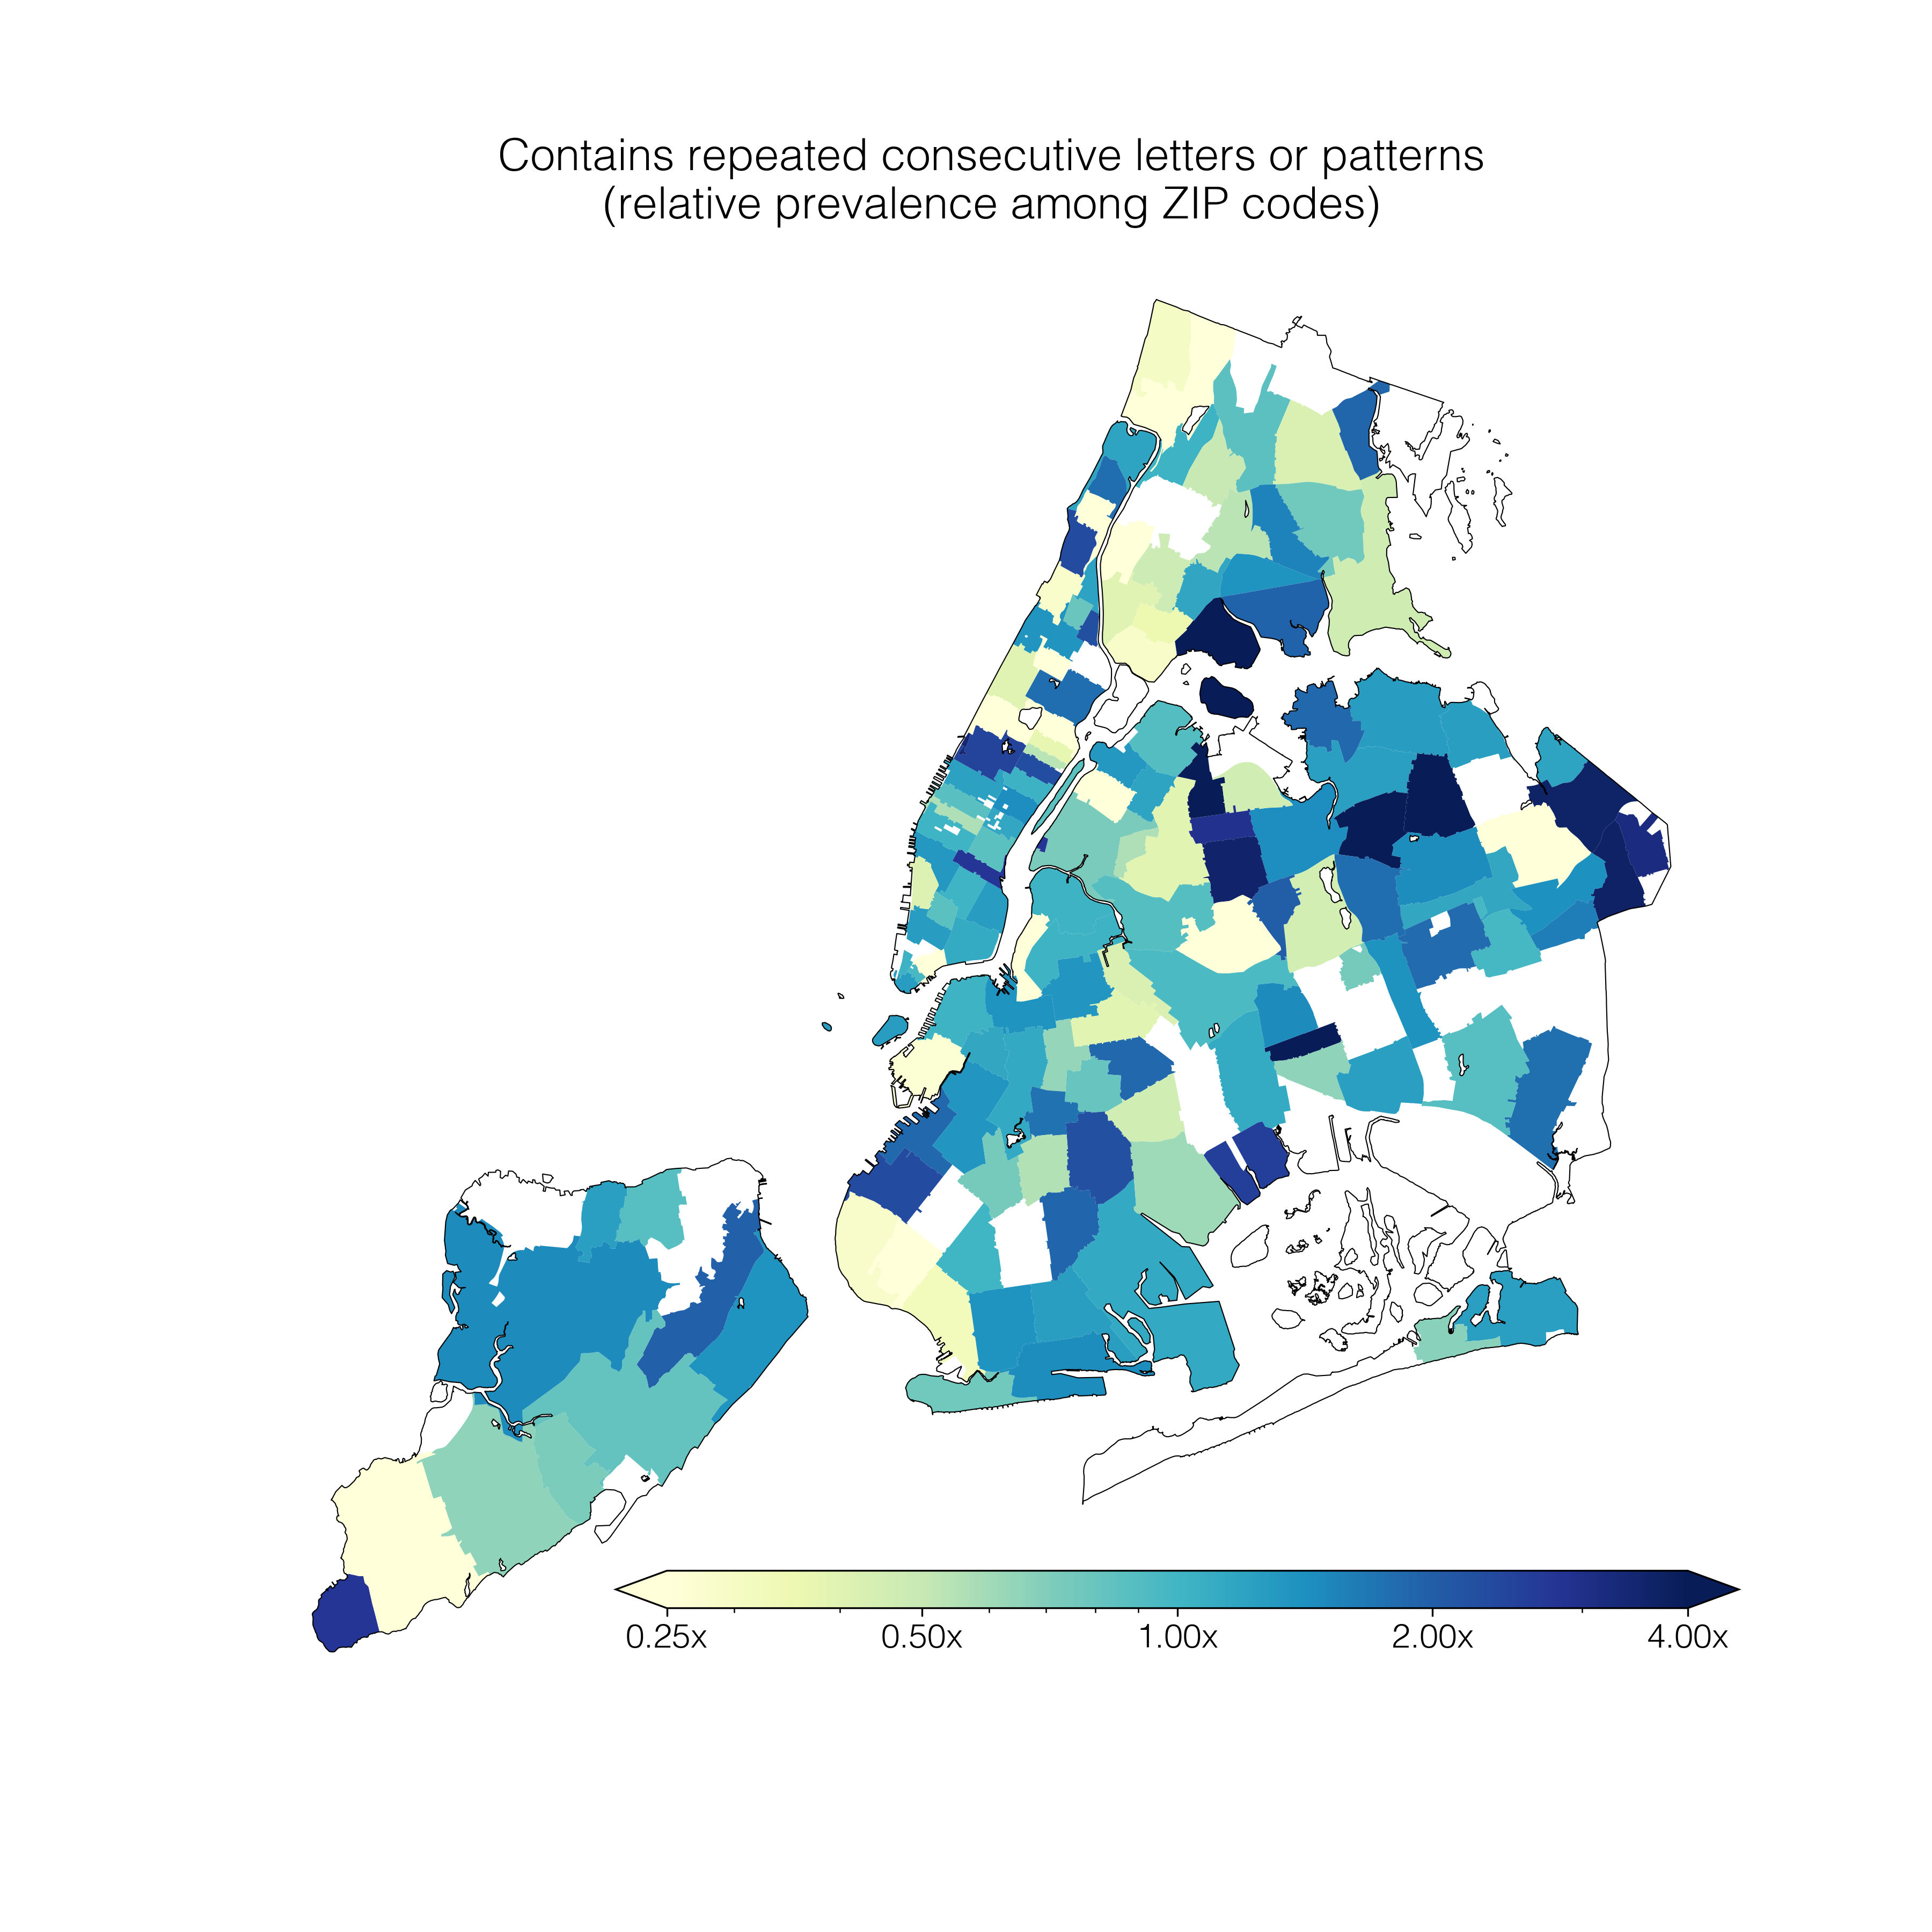 Contains repeated consecutive letters or patterns
(relative prevalence among ZIP codes)
0.25x 0.50x 1.00x 2.00x 4.00x